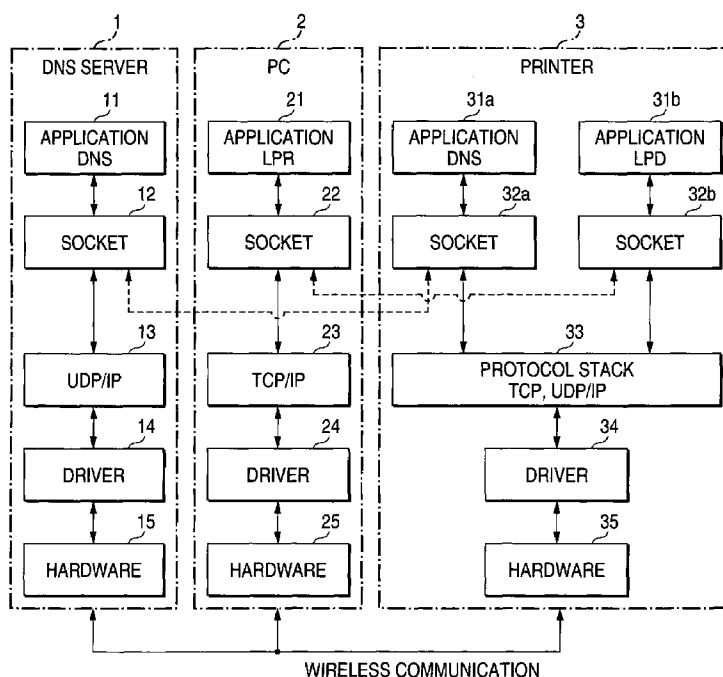 1
2
3
DNS SERVER
PC
PRINTER
11
21
31a
31b
APPLICATION
DNS
APPLICATION
LPR
APPLICATION
DNS
APPLICATION
LPD
12
22
32a
32b
SOCKET
SOCKET
SOCKET
SOCKET
13
23
33
UDP/IP
TCP/IP
PROTOCOL STACK
TCP, UDP/IP
14
24
34
DRIVER
DRIVER
DRIVER
15
25
35
HARDWARE
HARDWARE
HARDWARE
WIRELESS COMMUNICATION